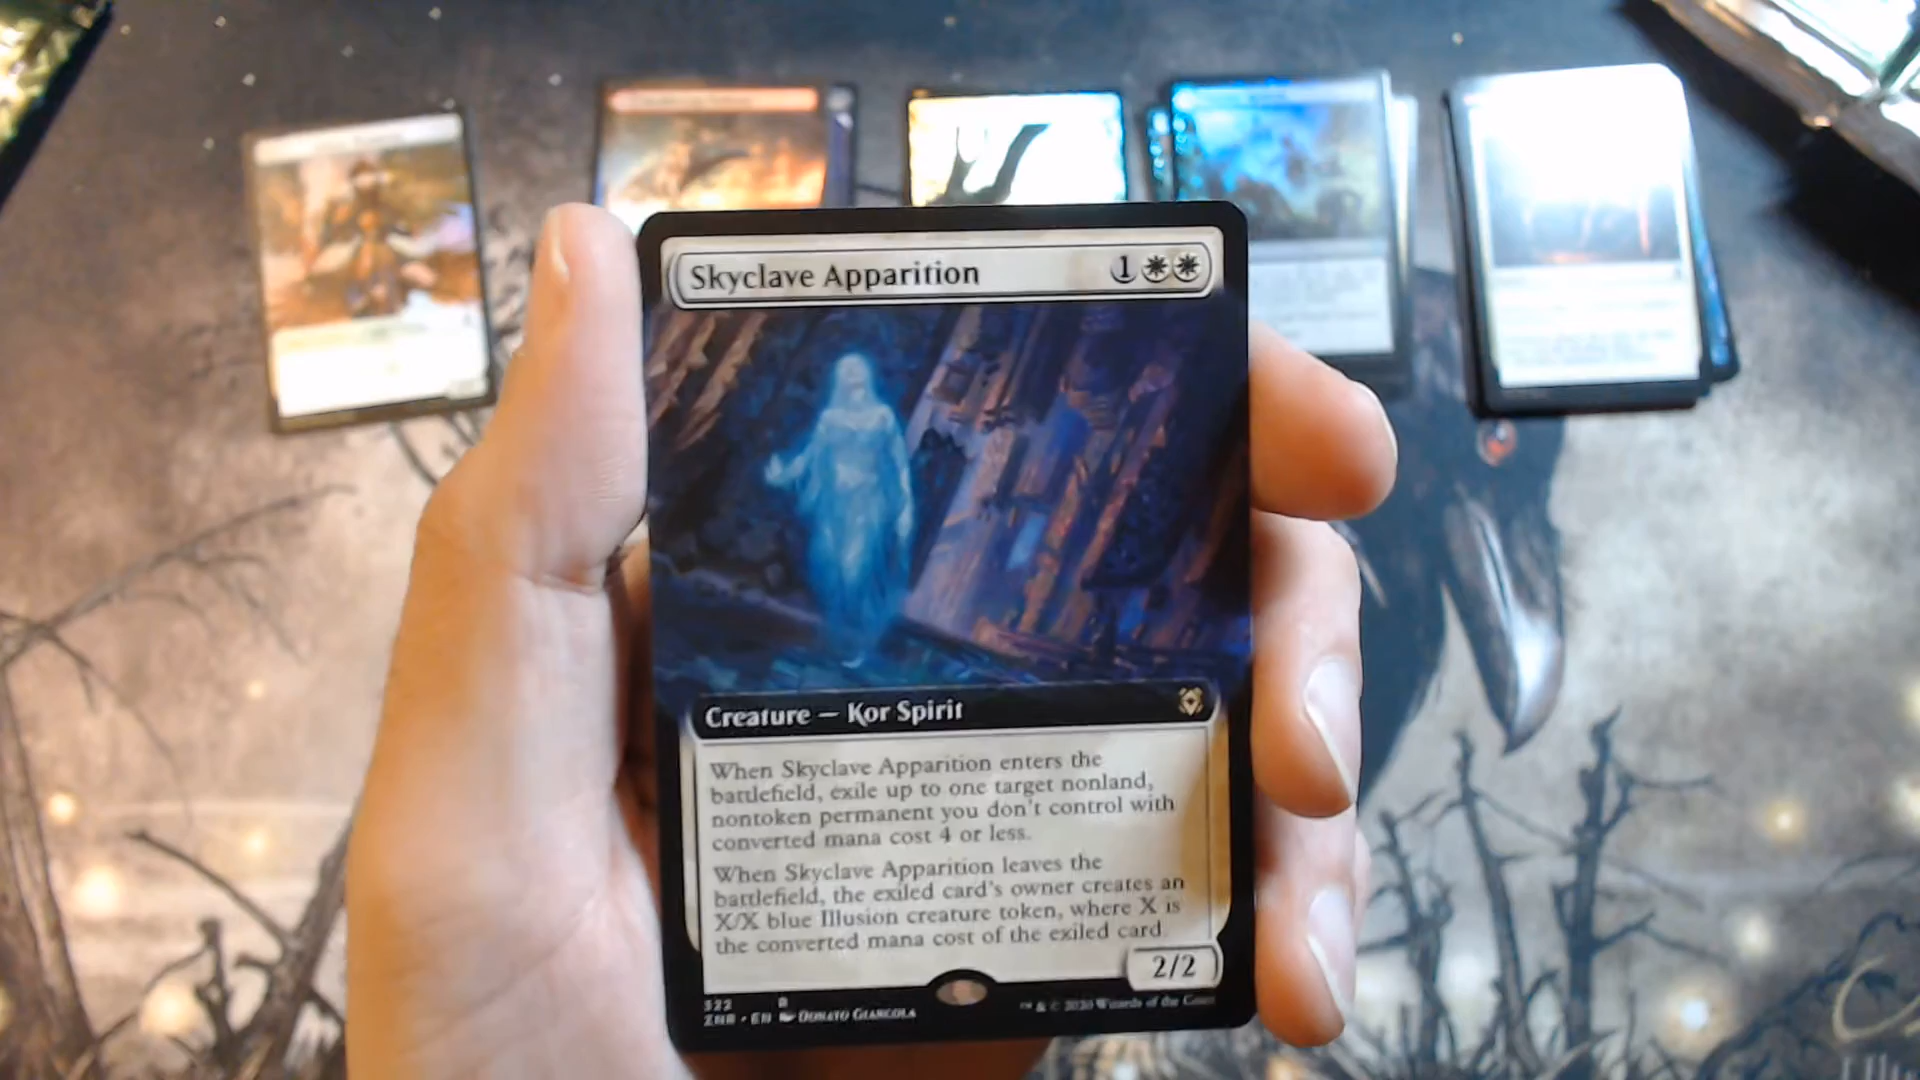 Skyclave Apparition 1
Creature — Kor Spirit
When Skyclave Apparition enters the
battlefield, exile up to one target nonland,
nontoken permanent you don't control with
converted mana cost 4 or less.
When Skyclave Apparition leaves the
battlefield, the exiled card's owner creates an
X/X blue Illusion creature token, where X is
the converted mana cost of the exiled card.
2/2
322 R
ZNR • EN Donato Giancola
™ & © 2020 Wizards of the Coast